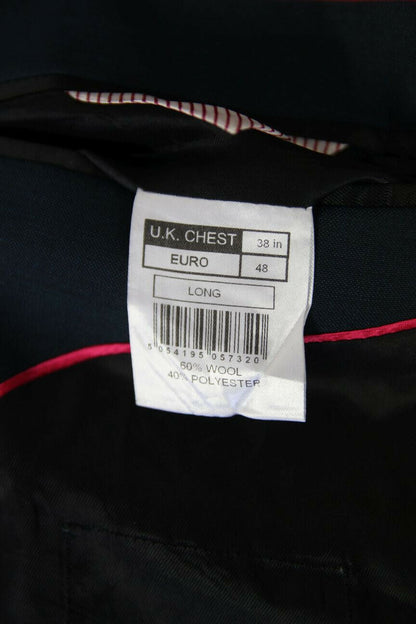 U.K. CHEST 38 in
EURO 48
LONG
5 054195 057320
60% WOOL
40% POLYESTER